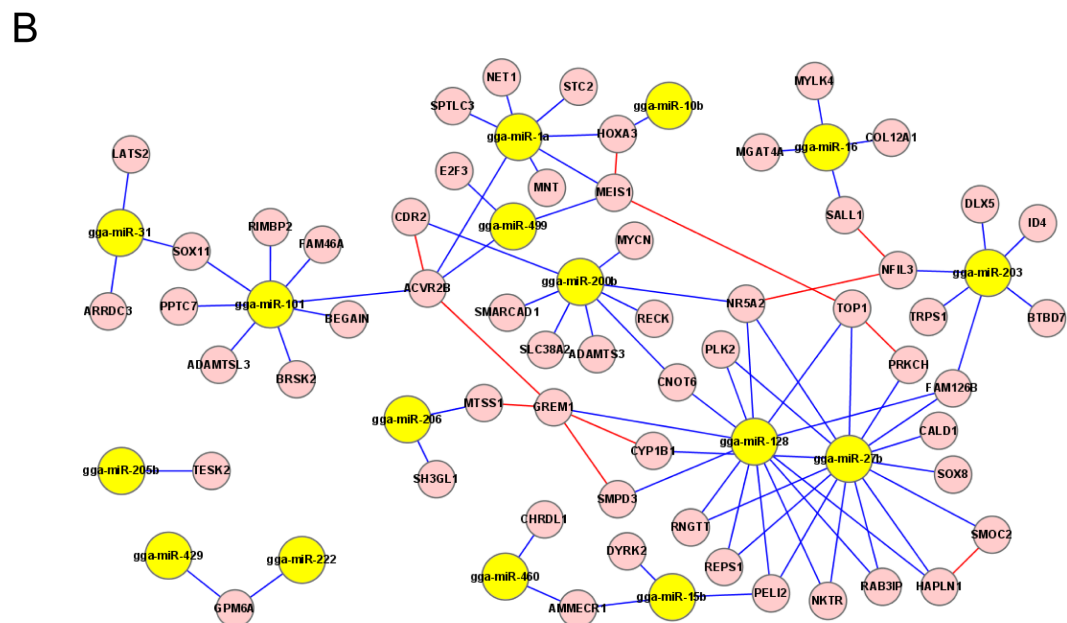 B
NET1
STC2
MYLK4
SPTLC3
gga-miR-10b
gga-miR-1a
HOXA3
COL12A1
LATS2
MGAT4A
gga-miR-16
E2F3
MNT
MEIS1
DLX5
CDR2
SALL1
ID4
RIMBP2
gga-miR-499
gga-miR-31
FAM46A
MYCN
SOX11
NFIL3
gga-miR-203
gga-miR-200b
ACVR2B
PPTC7
gga-miR-101
NR5A2
TOP1
ARRDC3
SMARCAD1
RECK
TRPS1
BTBD7
BEGAIN
SLC38A2
ADAMTS3
PLK2
ADAMTSL3
PRKCH
BRSK2
CNOT6
FAM126B
MTSS1
GREM1
gga-miR-206
CALD1
gga-miR-128
CYP1B1
gga-miR-27b
gga-miR-205b
TESK2
SOX8
SH3GL1
SMPD3
CHRDL1
RNGTT
SMOC2
gga-miR-429
gga-miR-222
DYRK2
REPS1
gga-miR-460
RAB3IP
HAPLN1
PELI2
gga-miR-15b
NKTR
GPM6A
AMMECR1